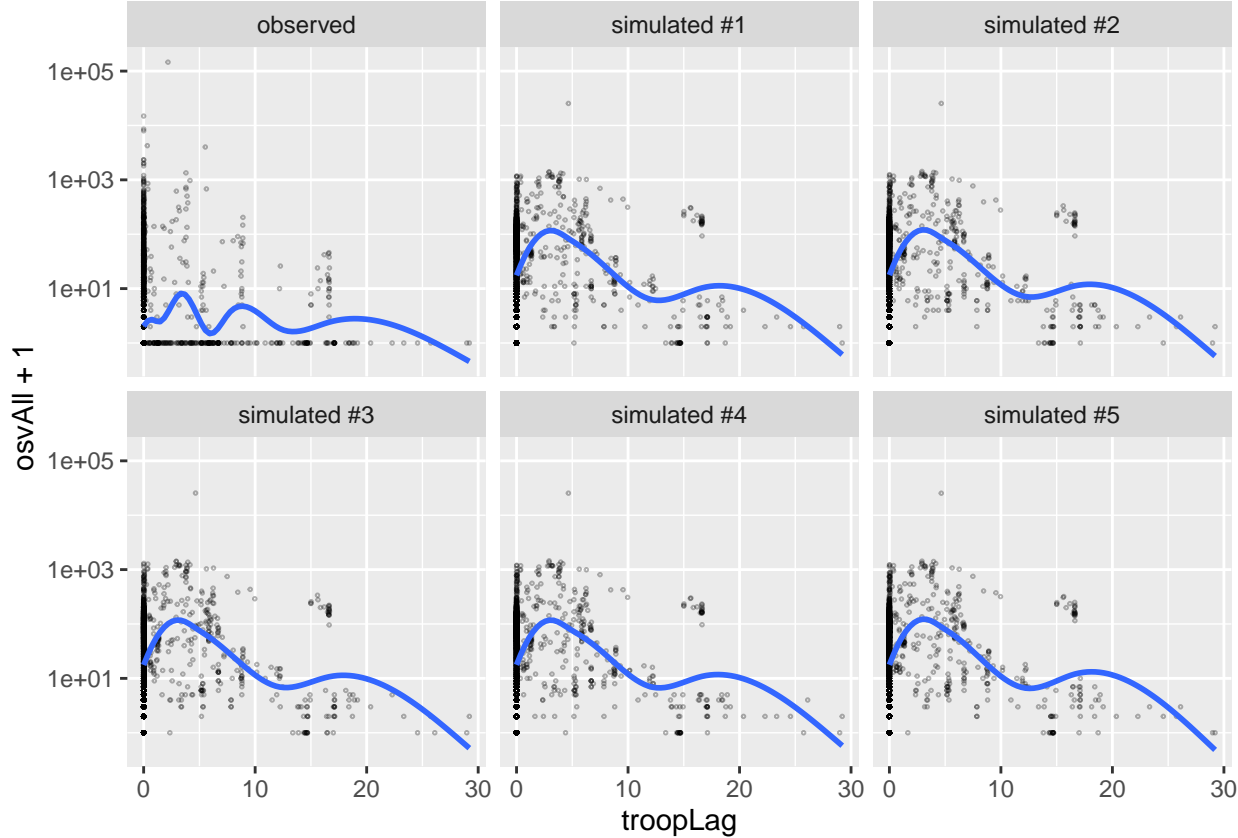 observed
simulated #1
simulated #2
1e+05
1e+03
1e+01
simulated #3
simulated #4
simulated #5
1e+05
1e+03
1e+01
osvAll + 1
0 10 20 30
0 10 20 30
0 10 20 30
troopLag